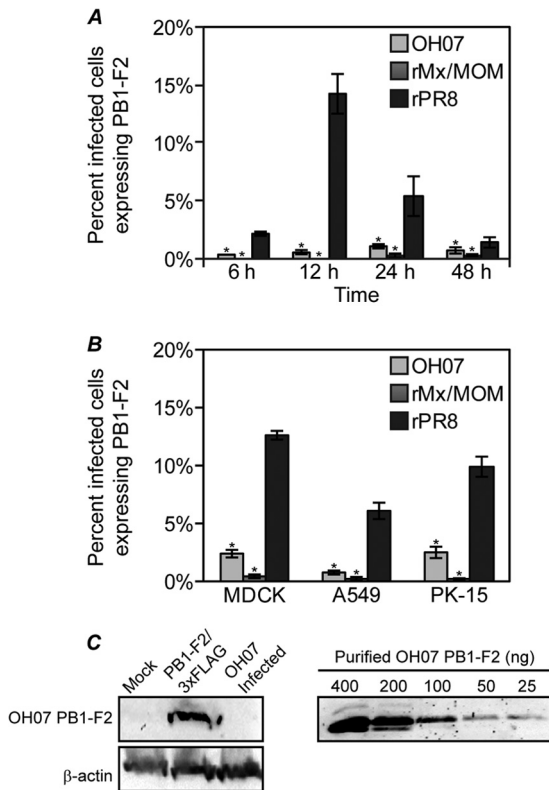 A
Percent infected cells
expressing PB1-F2
20%
15%
10%
5%
0%
OH07
rMx/MOM
rPR8
* * * * * * * *
6 h 12 h 24 h 48 h
Time
B
Percent infected cells
expressing PB1-F2
20%
15%
10%
5%
0%
OH07
rMx/MOM
rPR8
* * * * * *
MDCK A549 PK-15
C
Mock
PB1-F2/
3xFLAG
OH07
Infected
OH07 PB1-F2
β-actin
Purified OH07 PB1-F2 (ng)
400 200 100 50 25